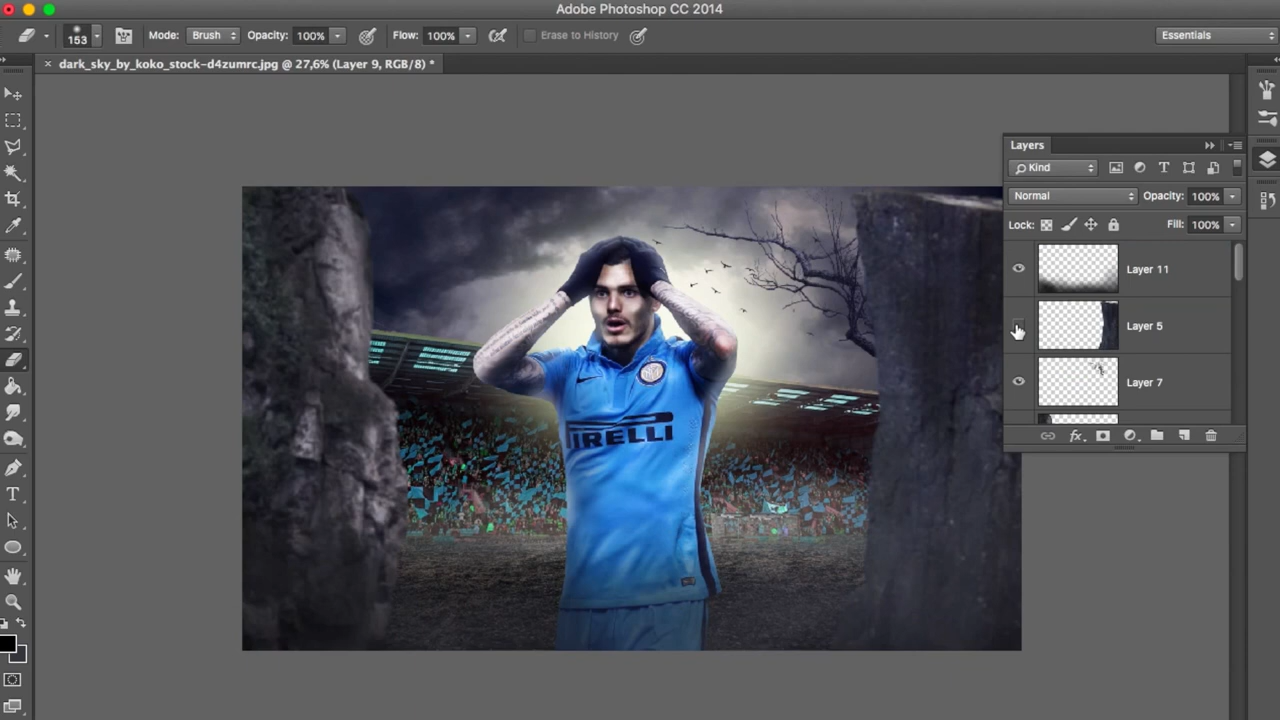 Adobe Photoshop CC 2014
153 Mode: Brush Opacity: 100% Flow: 100% Erase to History Essentials
× dark_sky_by_koko_stock-d4zumrc.jpg @ 27,6% (Layer 9, RGB/8) *
Layers
Kind
Normal Opacity: 100%
Lock: Fill: 100%
Layer 11
Layer 5
Layer 7
PIRELLI
fx